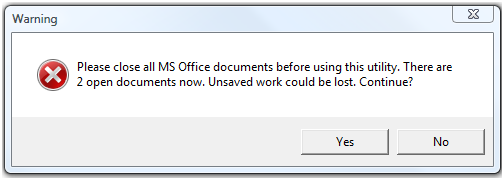 Warning
Please close all MS Office documents before using this utility. There are
2 open documents now. Unsaved work could be lost. Continue?
Yes
No